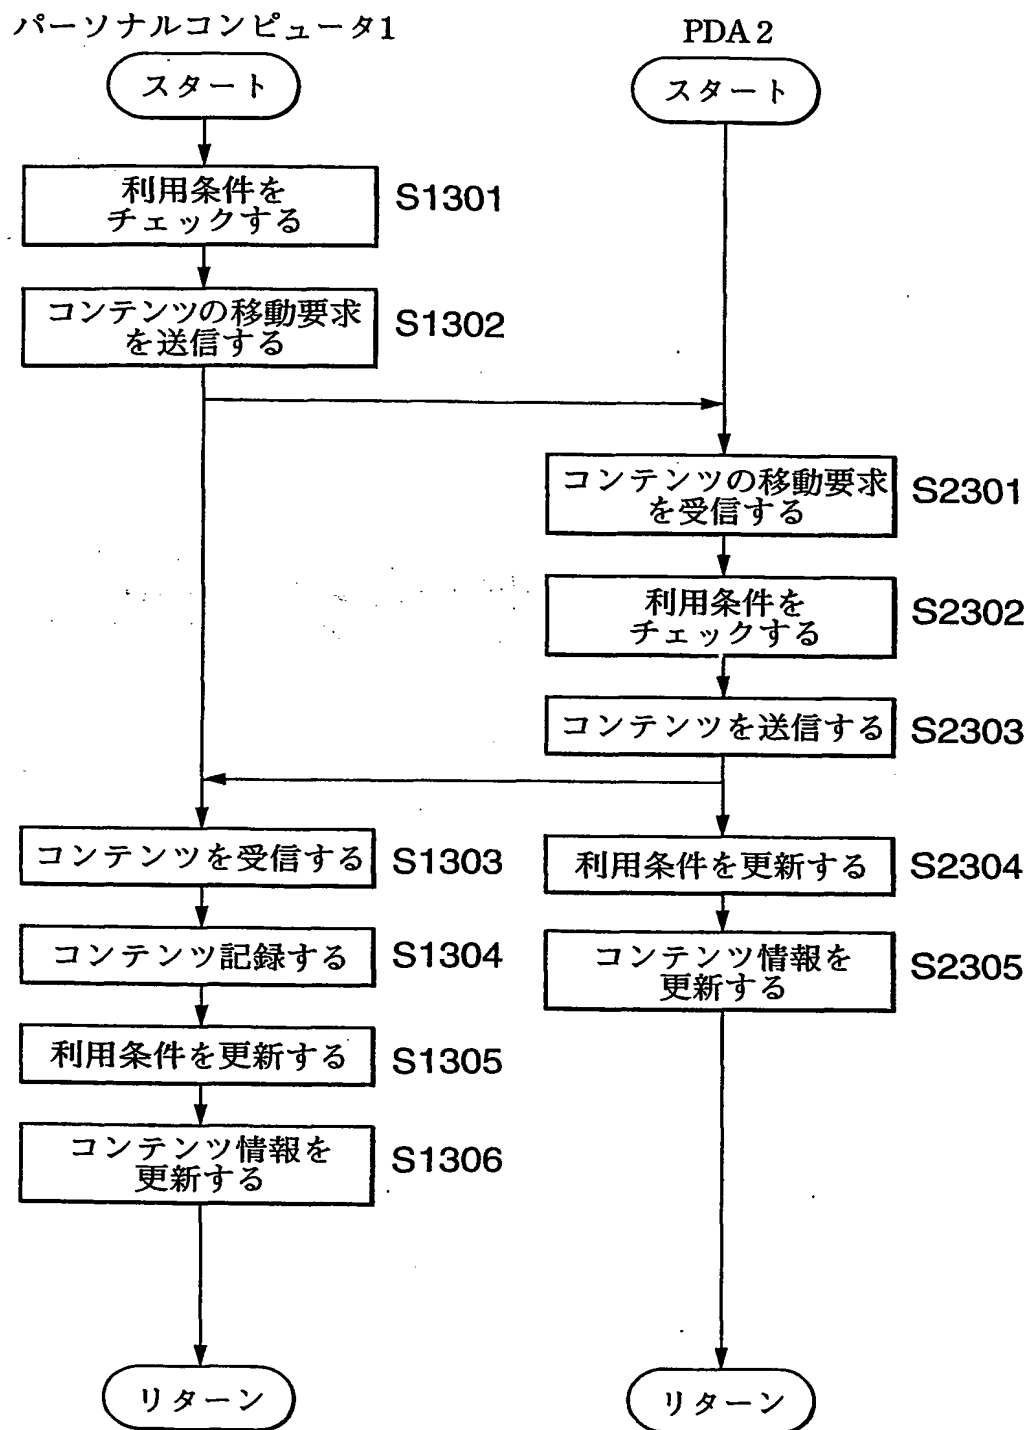 パーソナルコンピュータ1
スタート
利用条件を
チェックする
S1301
コンテンツの移動要求
を送信する
S1302
コンテンツを受信する
S1303
コンテンツ記録する
S1304
利用条件を更新する
S1305
コンテンツ情報を
更新する
S1306
リターン
PDA 2
スタート
コンテンツの移動要求
を受信する
S2301
利用条件を
チェックする
S2302
コンテンツを送信する
S2303
利用条件を更新する
S2304
コンテンツ情報を
更新する
S2305
リターン